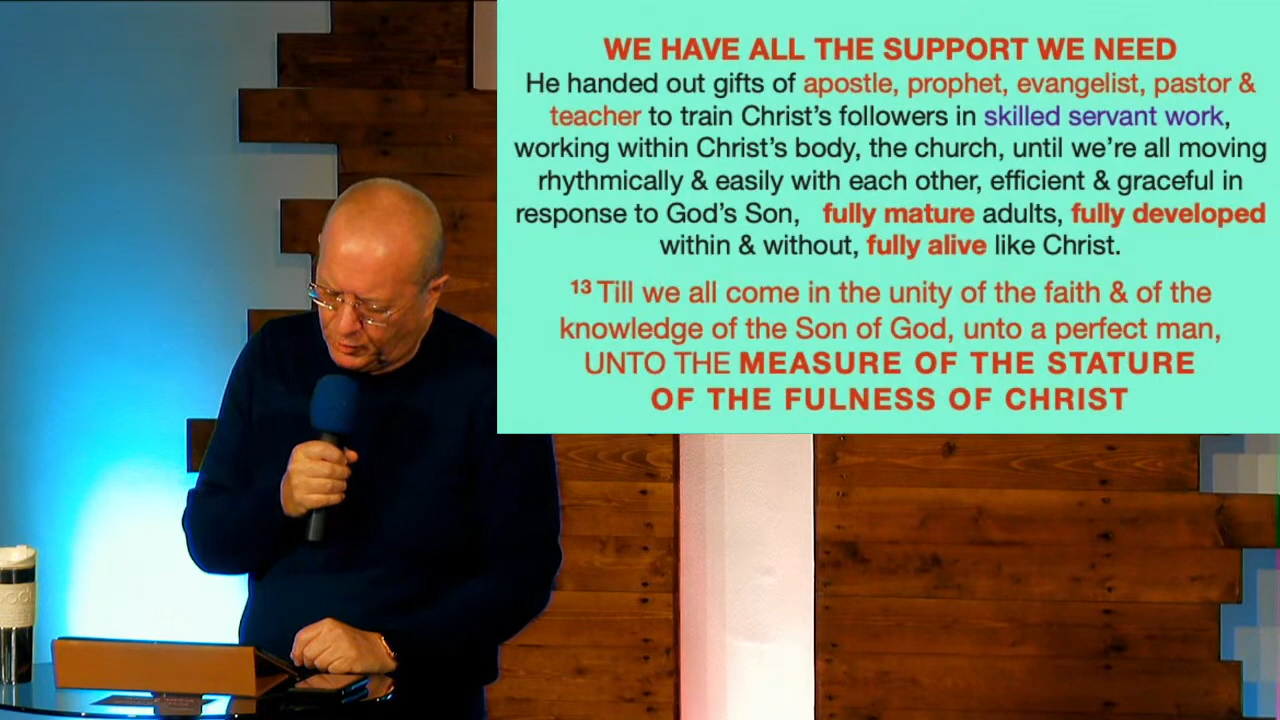 WE HAVE ALL THE SUPPORT WE NEED
He handed out gifts of apostle, prophet, evangelist, pastor &
teacher to train Christ's followers in skilled servant work,
working within Christ's body, the church, until we're all moving
rhythmically & easily with each other, efficient & graceful in
response to God's Son, fully mature adults, fully developed
within & without, fully alive like Christ.
13 Till we all come in the unity of the faith & of the
knowledge of the Son of God, unto a perfect man,
UNTO THE MEASURE OF THE STATURE
OF THE FULNESS OF CHRIST